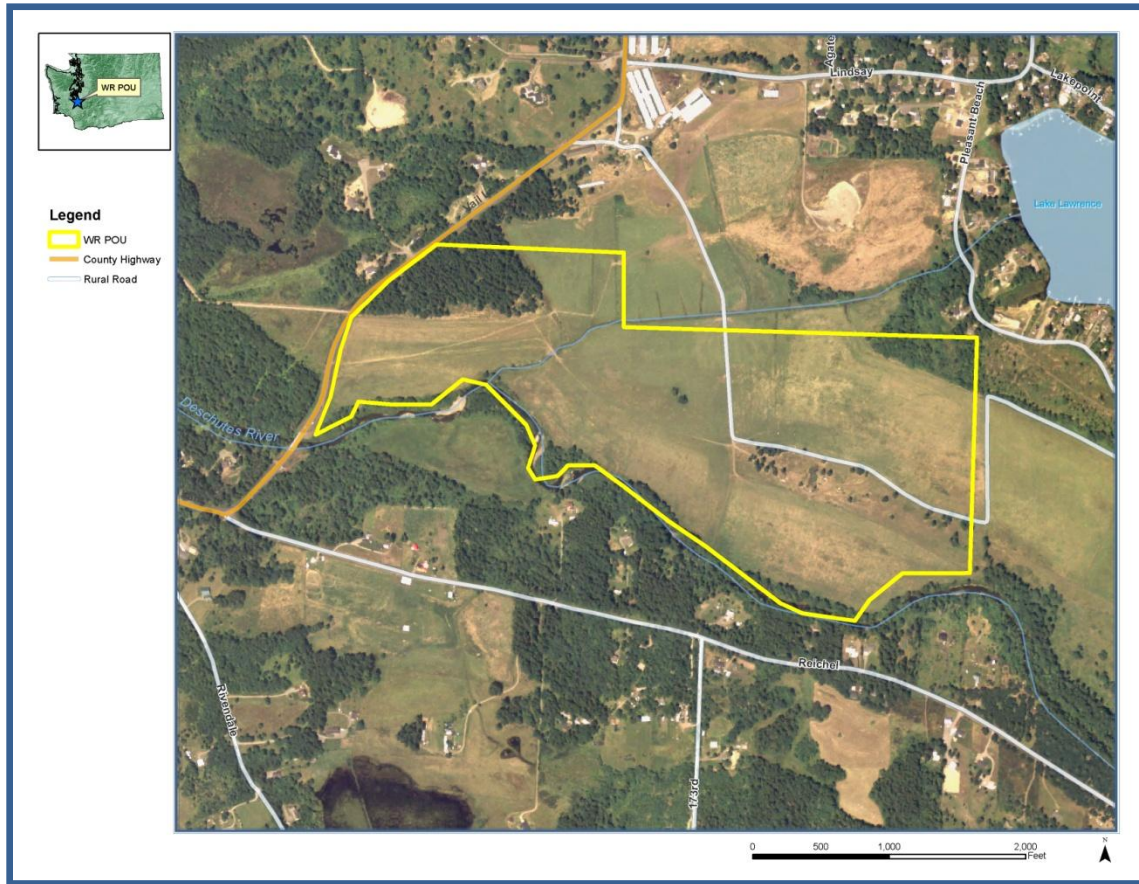 WR POU
Legend
WR POU
County Highway
Rural Road
Agate
Lindsay
Lakepoint
Pleasant Beach
Lake Lawrence
Vail
Deschutes River
Reichel
Rivendale
173rd
0 500 1,000 2,000
Feet
N